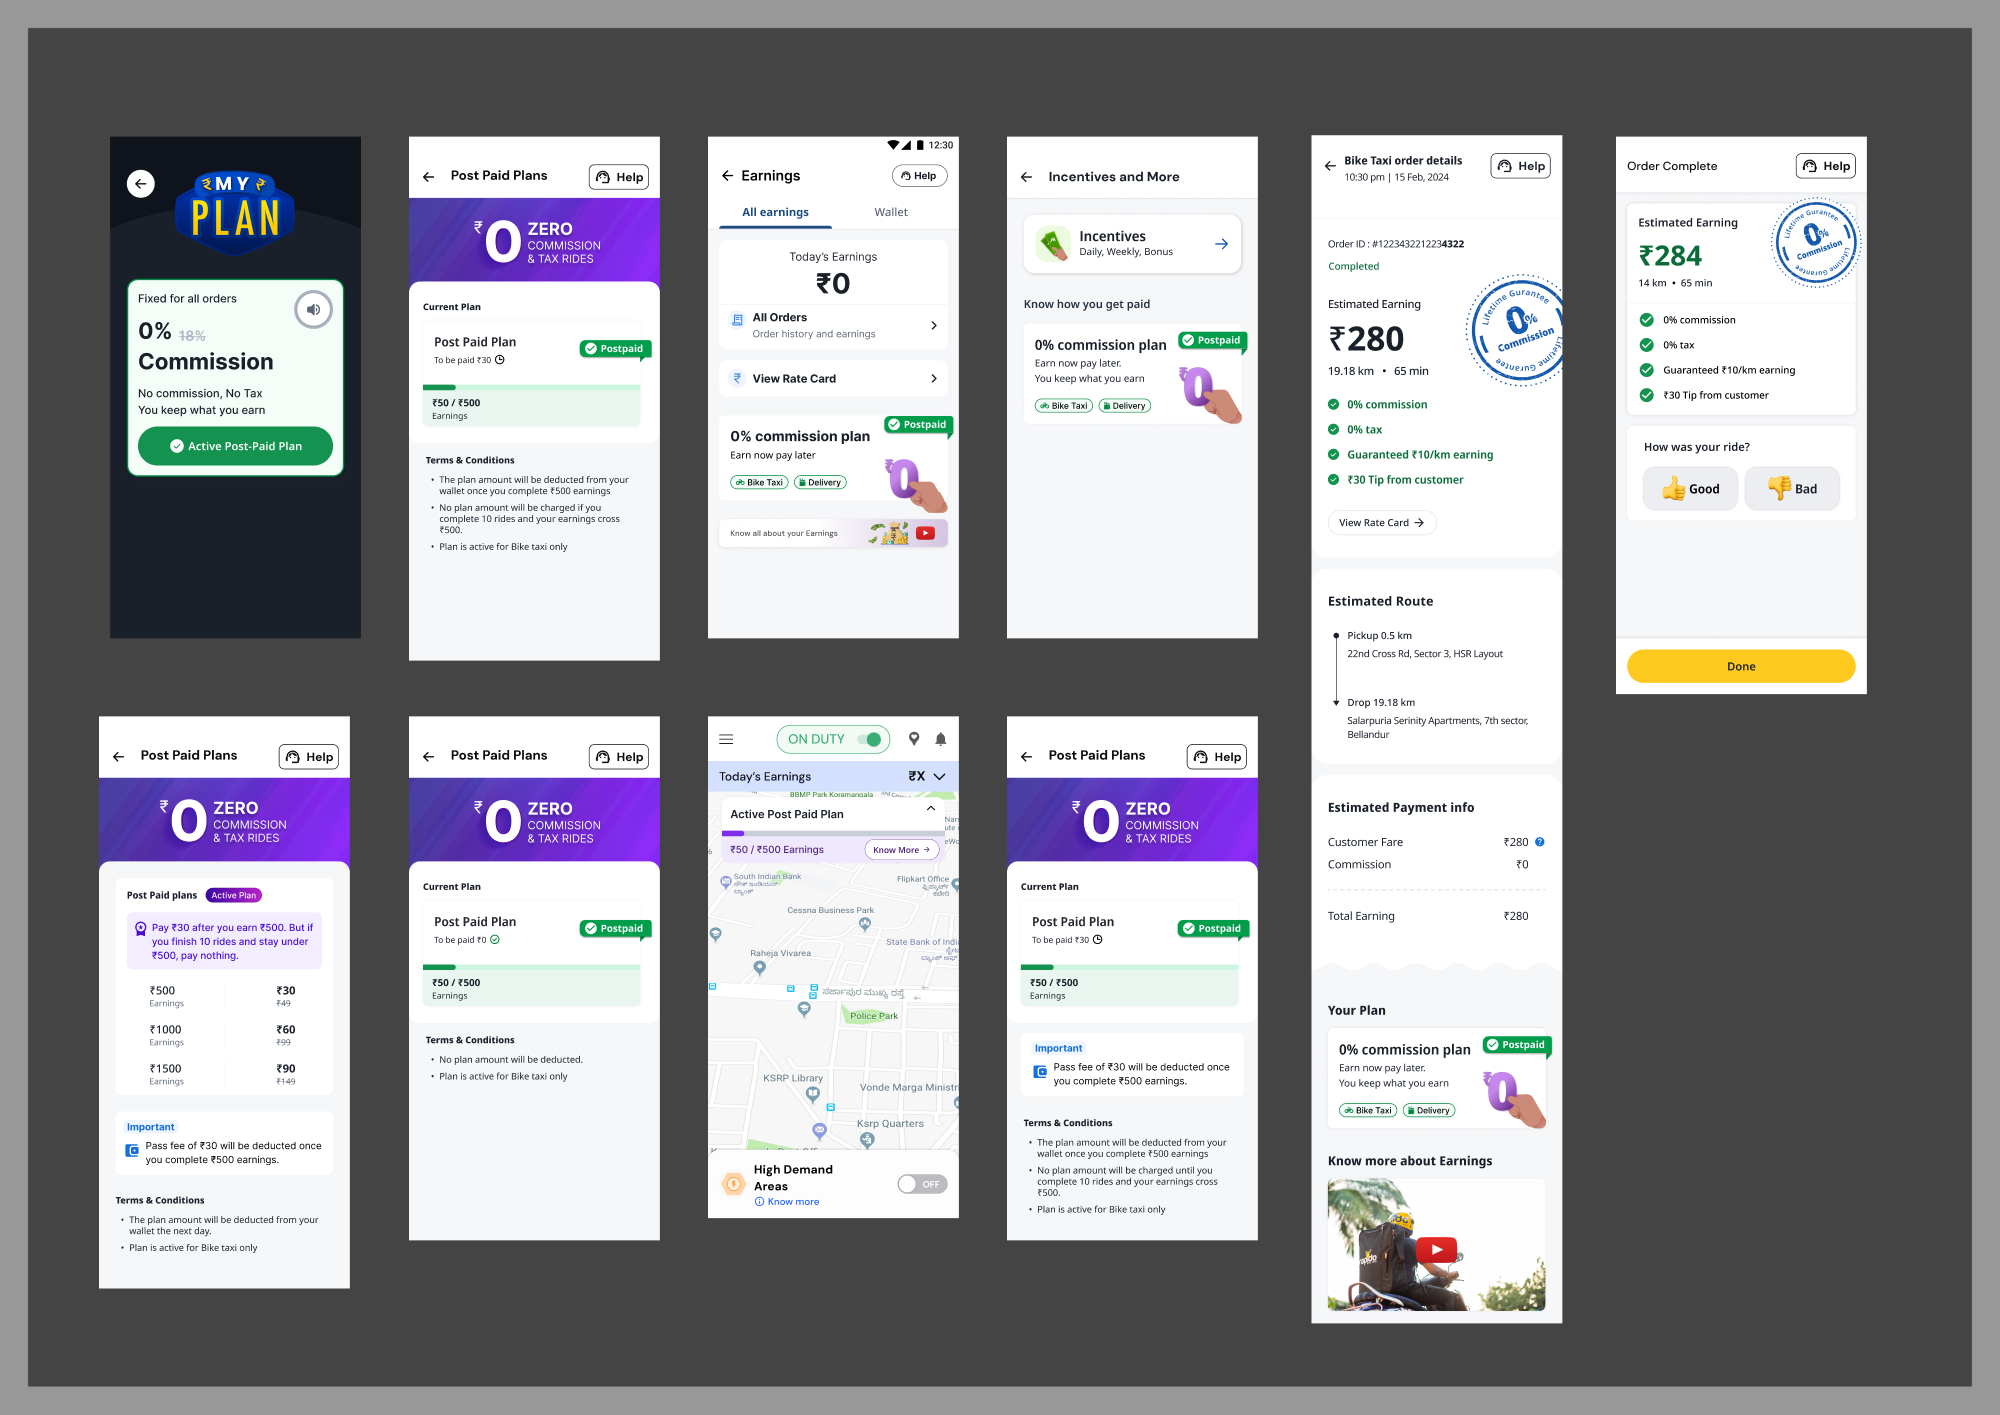 MY
PLAN
Fixed for all orders
0% 18%
Commission
No commission, No Tax
You keep what you earn
Active Post-Paid Plan
Post Paid Plans
Help
₹0 ZERO
COMMISSION
& TAX RIDES
Current Plan
Post Paid Plan
To be paid ₹30
Postpaid
₹50 / ₹500
Earnings
Terms & Conditions
• The plan amount will be deducted from your
wallet once you complete ₹500 earnings
• No plan amount will be charged if you
complete 10 rides and your earnings cross
₹500.
• Plan is active for Bike taxi only
12:30
Earnings
Help
All earnings
Wallet
Today's Earnings
₹0
All Orders
Order history and earnings
View Rate Card
Postpaid
0% commission plan
Earn now pay later
Bike Taxi
Delivery
Know all about your Earnings
Incentives and More
Incentives
Daily, Weekly, Bonus
Know how you get paid
Postpaid
0% commission plan
Earn now pay later.
You keep what you earn
Bike Taxi
Delivery
Bike Taxi order details
10:30 pm | 15 Feb, 2024
Help
Order ID : #1223432212234322
Completed
Estimated Earning
₹280
19.18 km • 65 min
Lifetime Gurantee
0%
Commission
Lifetime Gurantee
0% commission
0% tax
Guaranteed ₹10/km earning
₹30 Tip from customer
View Rate Card
Estimated Route
Pickup 0.5 km
22nd Cross Rd, Sector 3, HSR Layout
Drop 19.18 km
Salarpuria Serinity Apartments, 7th sector,
Bellandur
Estimated Payment info
Customer Fare ₹280
Commission ₹0
Total Earning ₹280
Your Plan
Postpaid
0% commission plan
Earn now pay later.
You keep what you earn
Bike Taxi
Delivery
Know more about Earnings
rapido
Order Complete
Help
Estimated Earning
₹284
14 km • 65 min
Lifetime Gurantee
0%
Commission
Lifetime Gurantee
0% commission
0% tax
Guaranteed ₹10/km earning
₹30 Tip from customer
How was your ride?
Good
Bad
Done
Post Paid Plans
Help
₹0 ZERO
COMMISSION
& TAX RIDES
Post Paid plans
Active Plan
Pay ₹30 after you earn ₹500. But if
you finish 10 rides and stay under
₹500, pay nothing.
₹500 ₹30
Earnings ₹49
₹1000 ₹60
Earnings ₹99
₹1500 ₹90
Earnings ₹149
Important
Pass fee of ₹30 will be deducted once
you complete ₹500 earnings.
Terms & Conditions
• The plan amount will be deducted from your
wallet the next day.
• Plan is active for Bike taxi only
Post Paid Plans
Help
₹0 ZERO
COMMISSION
& TAX RIDES
Current Plan
Post Paid Plan
To be paid ₹0
Postpaid
₹50 / ₹500
Earnings
Terms & Conditions
• No plan amount will be deducted.
• Plan is active for Bike taxi only
ON DUTY
Today's Earnings ₹X
BBMP Park Koramangala
Active Post Paid Plan
₹50 / ₹500 Earnings
Know More
South Indian Bank
ಸೌತ್ ಇಂಡಿಯನ್
ಬ್ಯಾಂಕ್
Flipkart Office
Cessna Business Park
State Bank of India
Raheja Vivarea
ಸರ್ಜಾಪುರ ಮುಖ್ಯ ರಸ್ತೆ
Police Park
KSRP Library
Vonde Marga Ministr
Ksrp Quarters
High Demand
Areas
Know more
OFF
Post Paid Plans
Help
₹0 ZERO
COMMISSION
& TAX RIDES
Current Plan
Post Paid Plan
To be paid ₹30
Postpaid
₹50 / ₹500
Earnings
Important
Pass fee of ₹30 will be deducted once
you complete ₹500 earnings.
Terms & Conditions
• The plan amount will be deducted from your
wallet once you complete ₹500 earnings
• No plan amount will be charged until you
complete 10 rides and your earnings cross
₹500.
• Plan is active for Bike taxi only